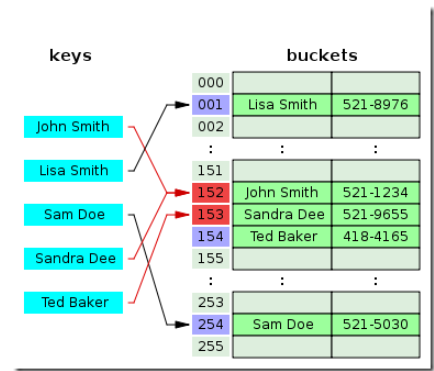 keys buckets
000
001 Lisa Smith 521-8976
John Smith 002
: : :
Lisa Smith 151
152 John Smith 521-1234
Sam Doe 153 Sandra Dee 521-9655
154 Ted Baker 418-4165
Sandra Dee 155
: : :
Ted Baker 253
254 Sam Doe 521-5030
255